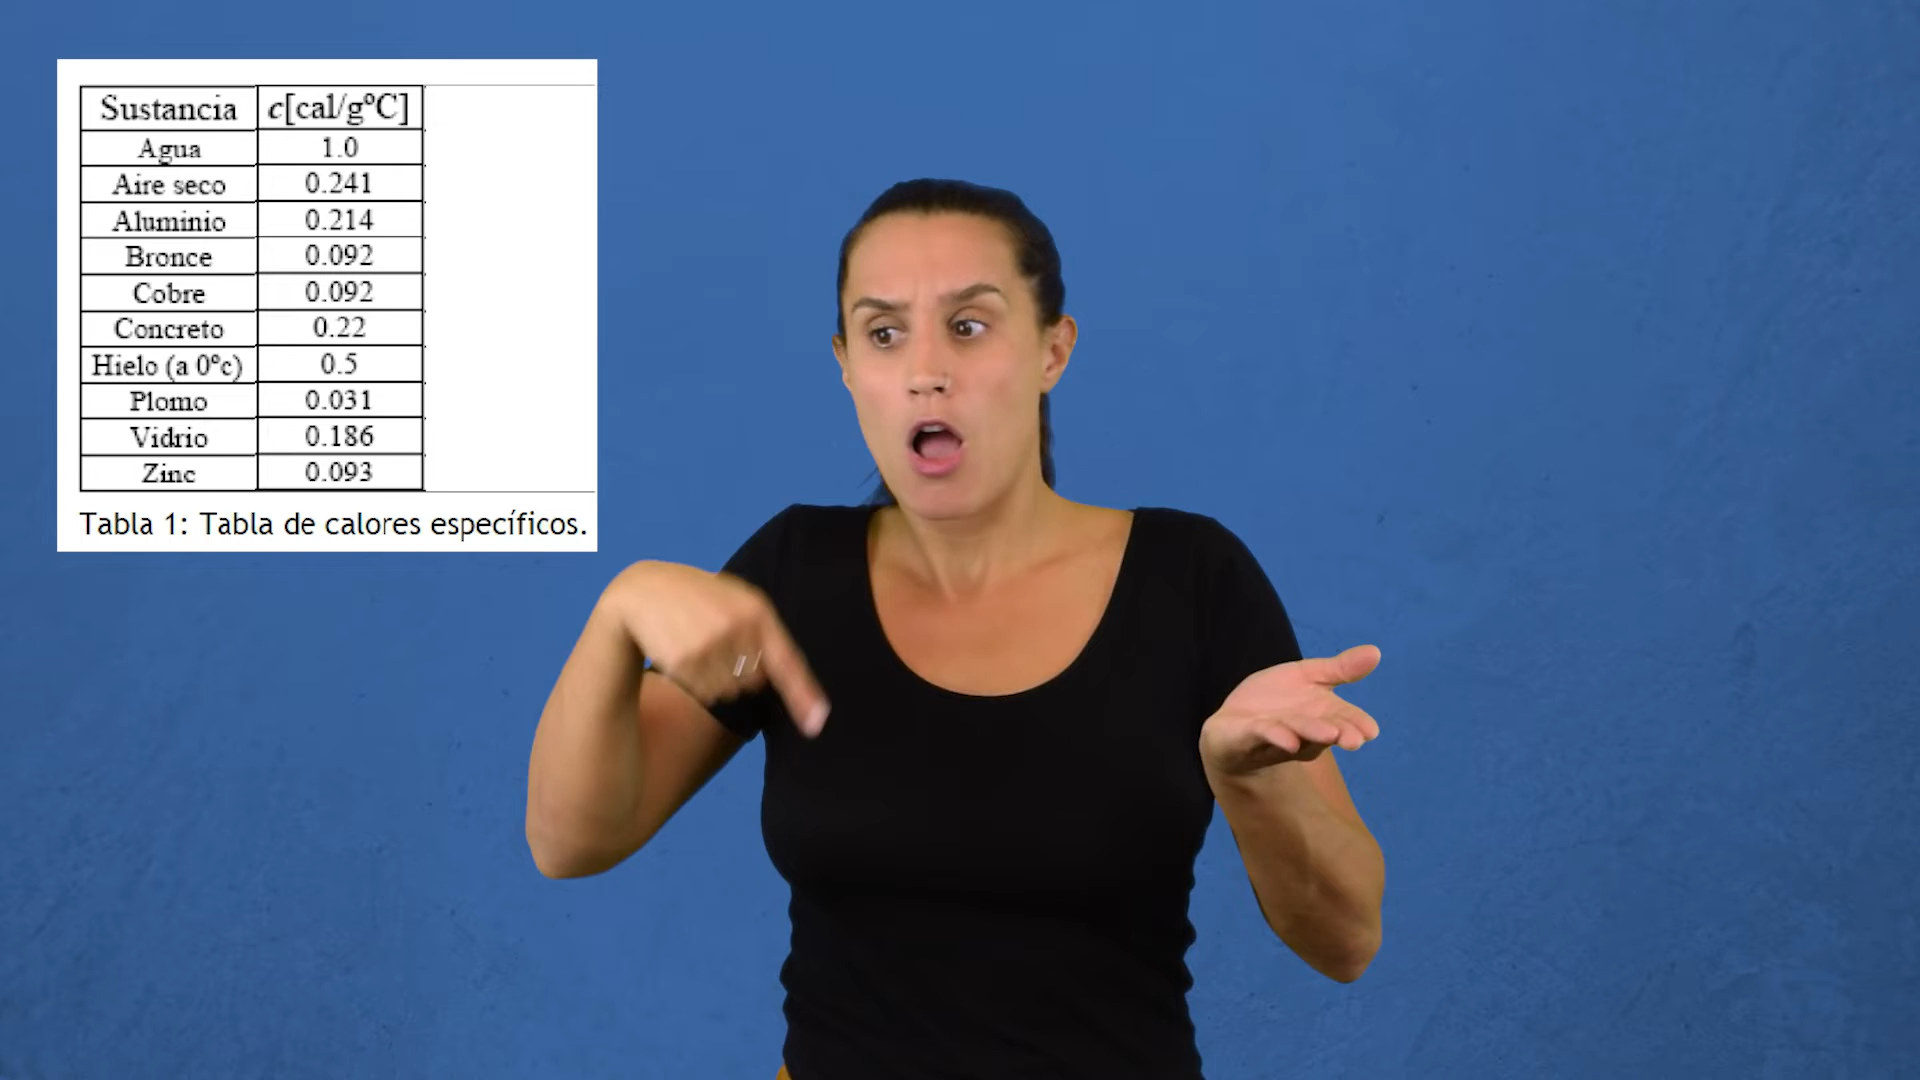 Sustancia c[cal/gºC]
Agua 1.0
Aire seco 0.241
Aluminio 0.214
Bronce 0.092
Cobre 0.092
Concreto 0.22
Hielo (a 0ºc) 0.5
Plomo 0.031
Vidrio 0.186
Zinc 0.093
Tabla 1: Tabla de calores específicos.